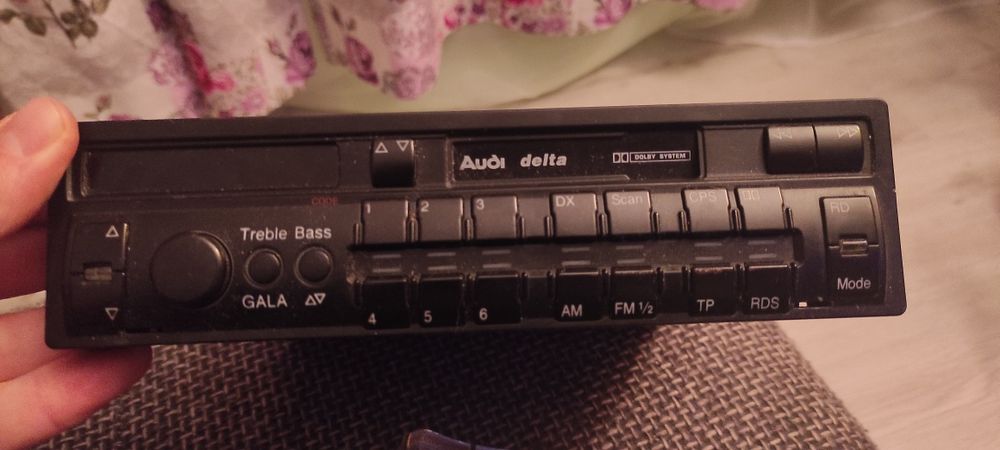 △ ▽
Audi delta
DOLBY SYSTEM
CODE
1 2 3 DX Scan CPS
RD
Treble Bass
GALA △▽
Mode
4 5 6 AM FM 1/2 TP RDS